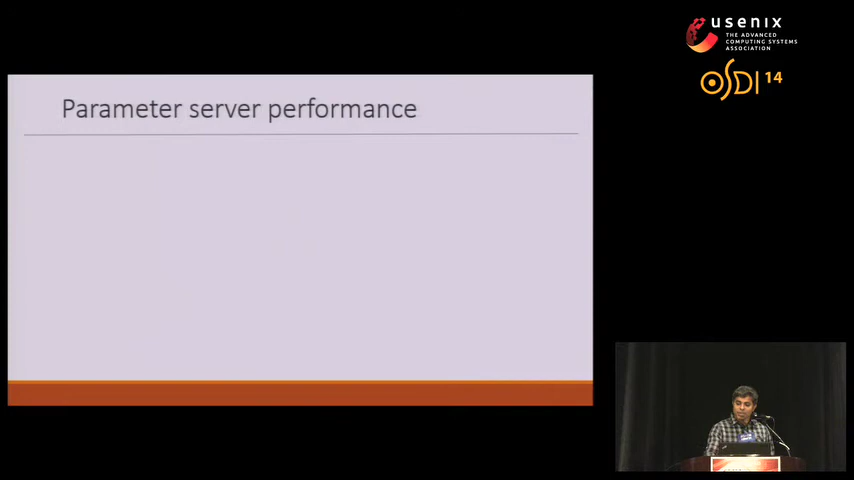 usenix
THE ADVANCED
COMPUTING SYSTEMS
ASSOCIATION
OSDI 14
Parameter server performance